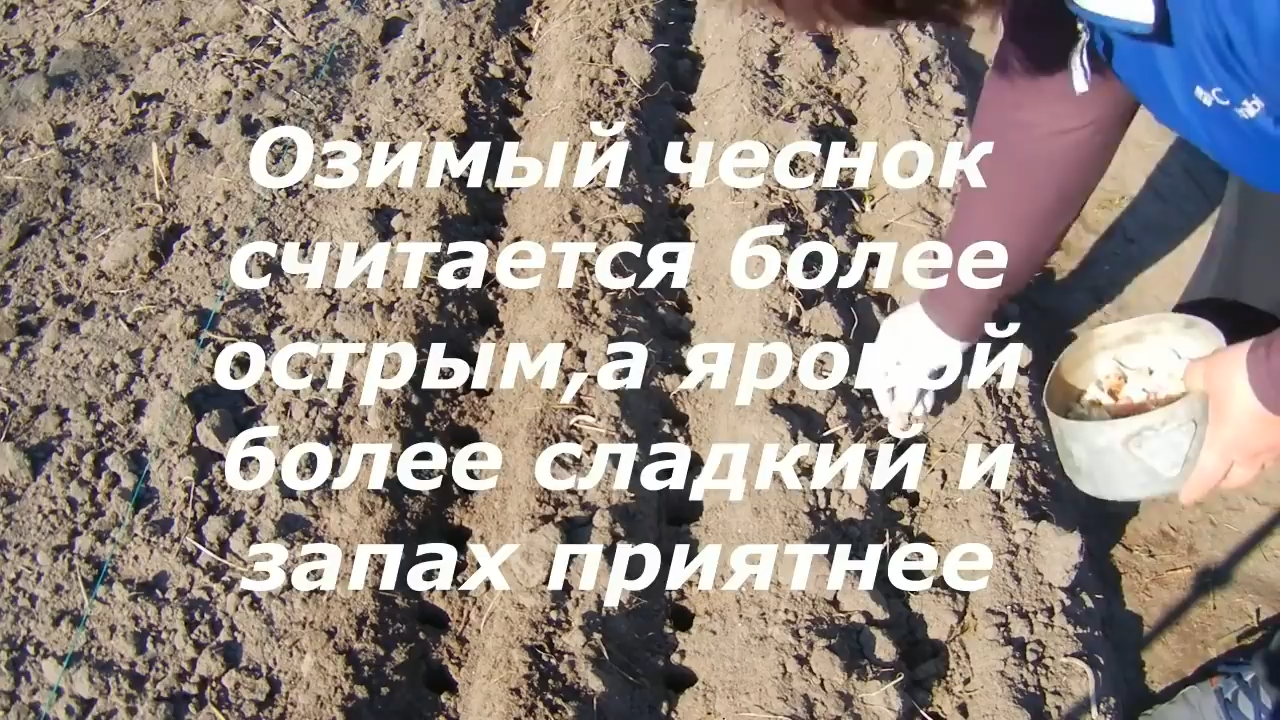 Озимый чеснок
считается более
острым,а яровой
более сладкий и
запах приятнее